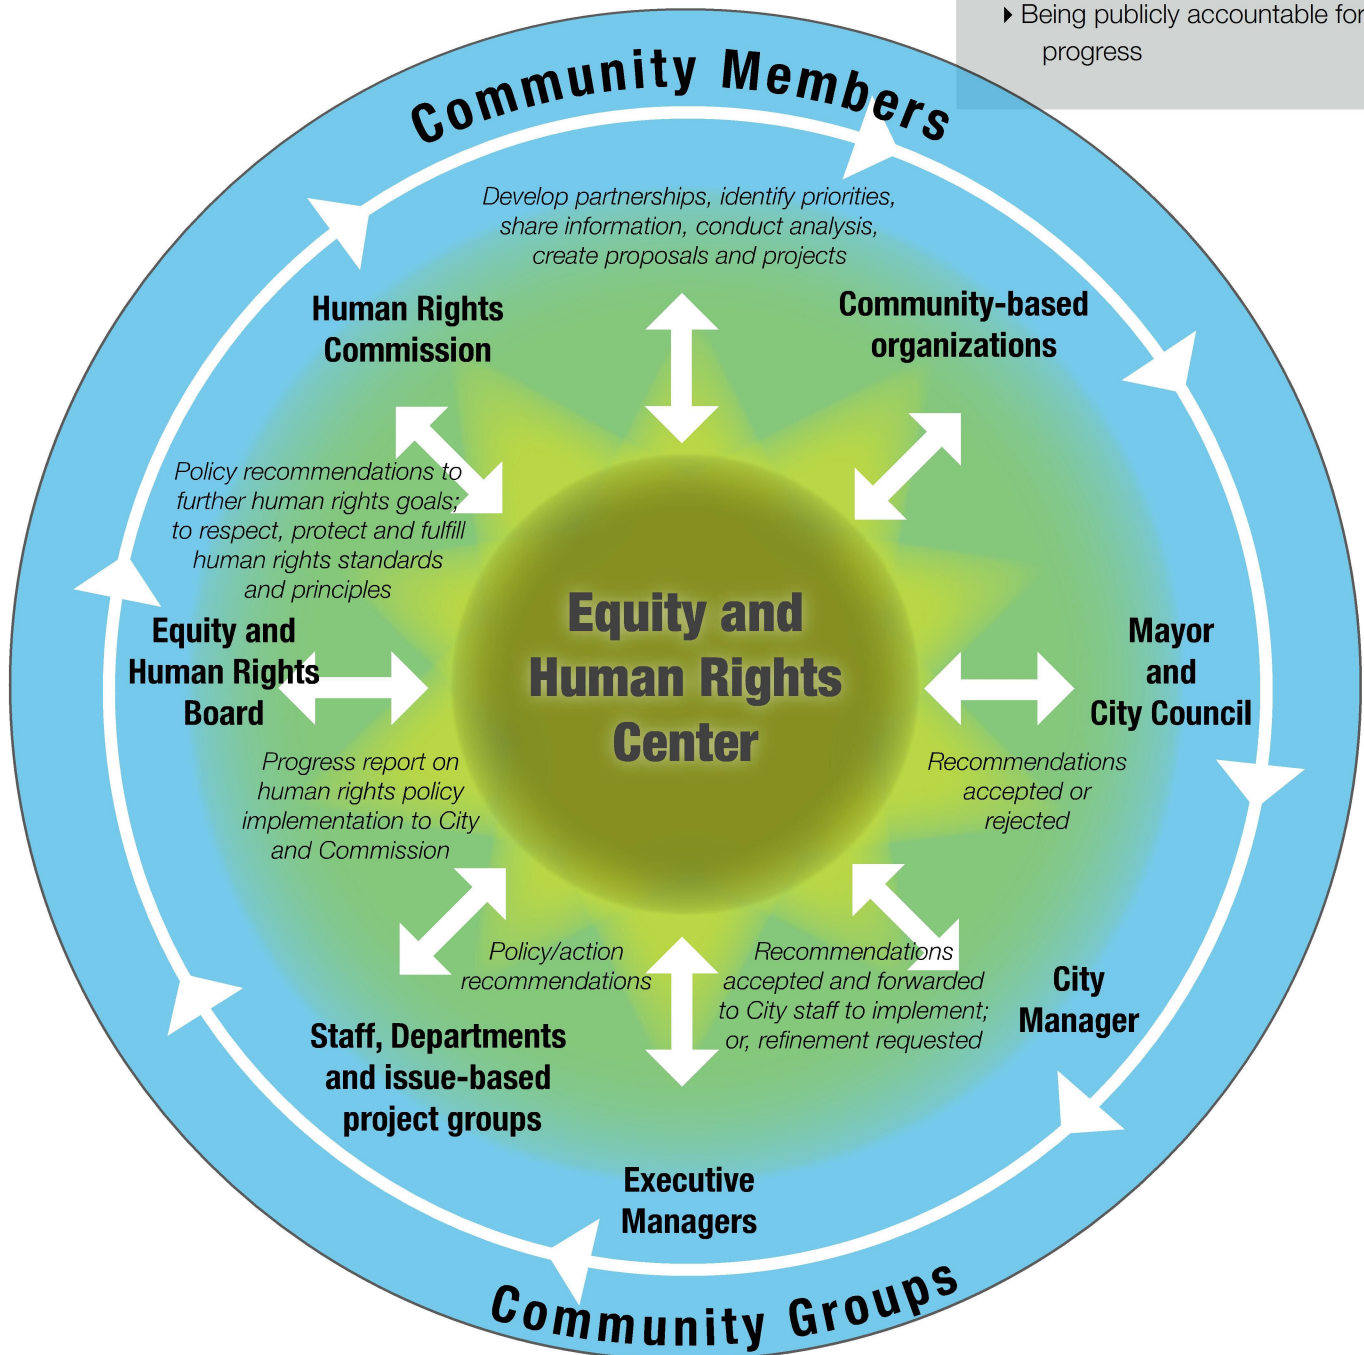 ▸ Being publicly accountable for
progress
Community Members
Develop partnerships, identify priorities,
share information, conduct analysis,
create proposals and projects
Human Rights
Commission
Community-based
organizations
Policy recommendations to
further human rights goals;
to respect, protect and fulfill
human rights standards
and principles
Equity and
Human Rights
Board
Equity and
Human Rights
Center
Mayor
and
City Council
Progress report on
human rights policy
implementation to City
and Commission
Recommendations
accepted or
rejected
Policy/action
recommendations
Recommendations
accepted and forwarded
to City staff to implement;
or, refinement requested
City
Manager
Staff, Departments
and issue-based
project groups
Executive
Managers
Community Groups